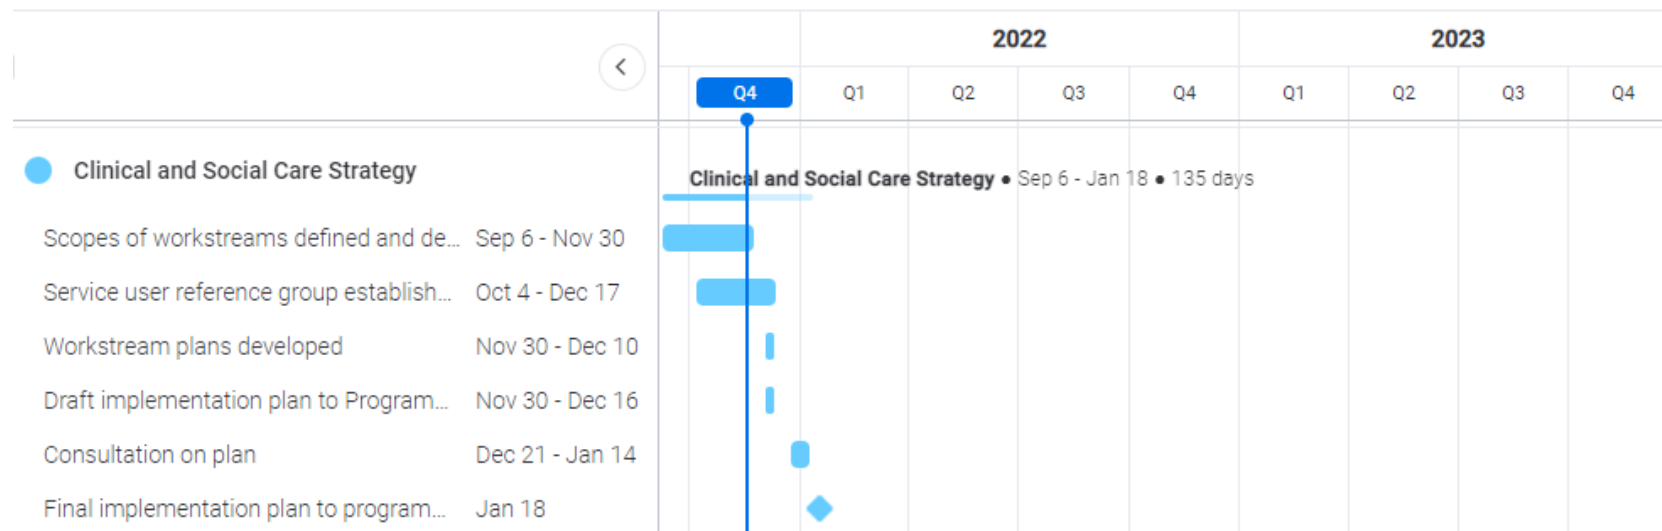 2022 2023
Q4 Q1 Q2 Q3 Q4 Q1 Q2 Q3 Q4
Clinical and Social Care Strategy
Clinical and Social Care Strategy • Sep 6 - Jan 18 • 135 days
Scopes of workstreams defined and de... Sep 6 - Nov 30
Service user reference group establish... Oct 4 - Dec 17
Workstream plans developed Nov 30 - Dec 10
Draft implementation plan to Program... Nov 30 - Dec 16
Consultation on plan Dec 21 - Jan 14
Final implementation plan to program... Jan 18